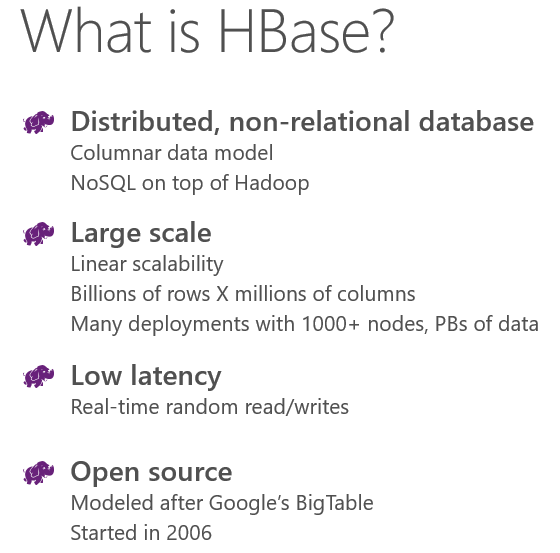 What is HBase?
Distributed, non-relational database
Columnar data model
NoSQL on top of Hadoop
Large scale
Linear scalability
Billions of rows X millions of columns
Many deployments with 1000+ nodes, PBs of data
Low latency
Real-time random read/writes
Open source
Modeled after Google’s BigTable
Started in 2006